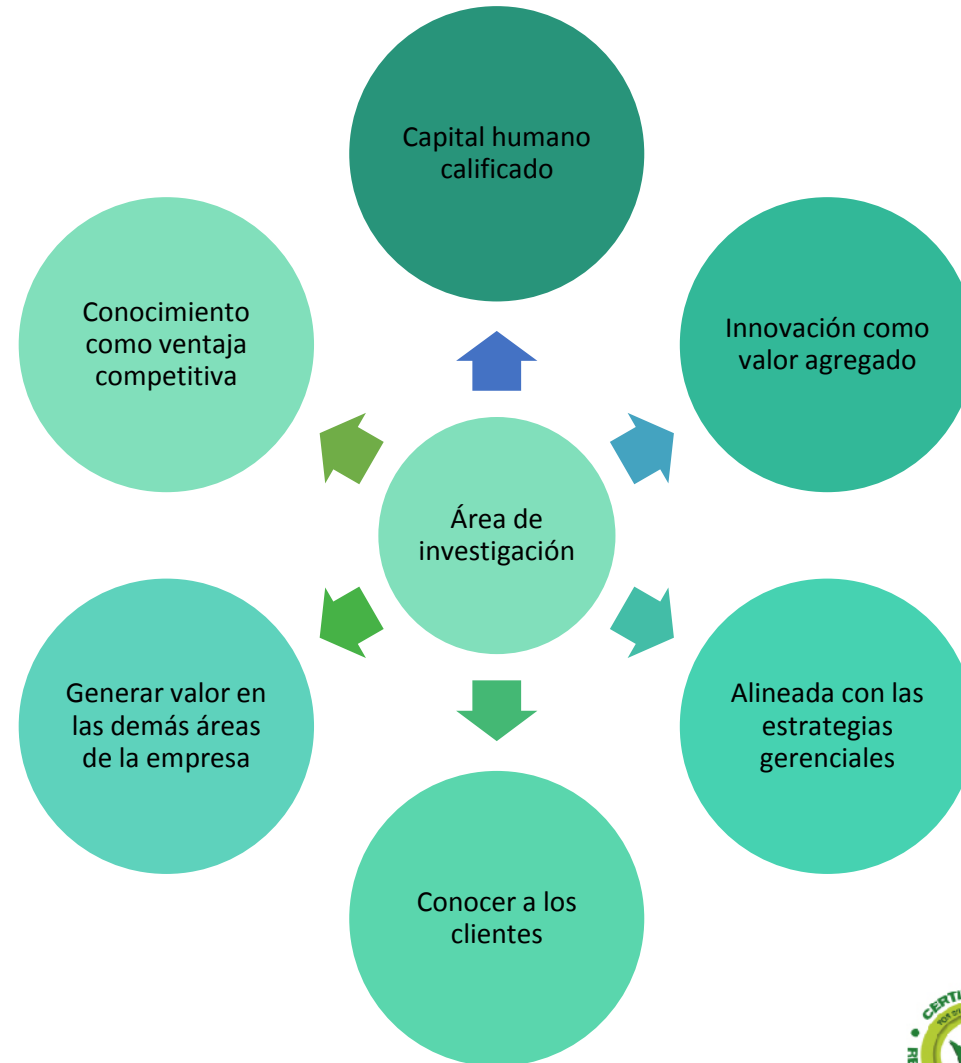 Capital humano
calificado
Innovación como
valor agregado
Alineada con las
estrategias
gerenciales
Conocer a los
clientes
Generar valor en
las demás áreas
de la empresa
Conocimiento
como ventaja
competitiva
Área de
investigación